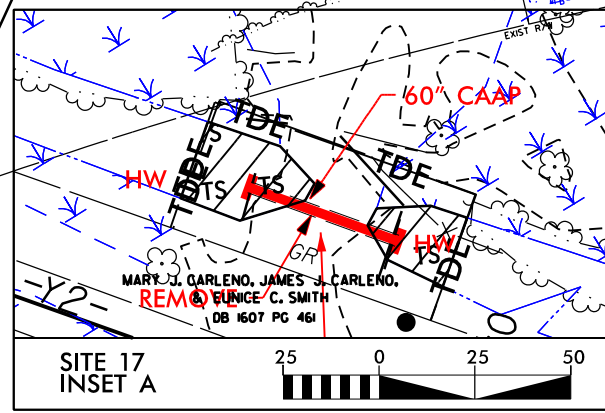 EXIST R/W
60" CAAP
TDE
TDE
TDE
TDE
TDE
S
HW
TS
TS
HW
TS
GR
MARY J. CARLENO, JAMES J. CARLENO,
& EUNICE C. SMITH
DB 1607 PG 461
REMOVE
-Y2-
SITE 17
INSET A
25 0 25 50